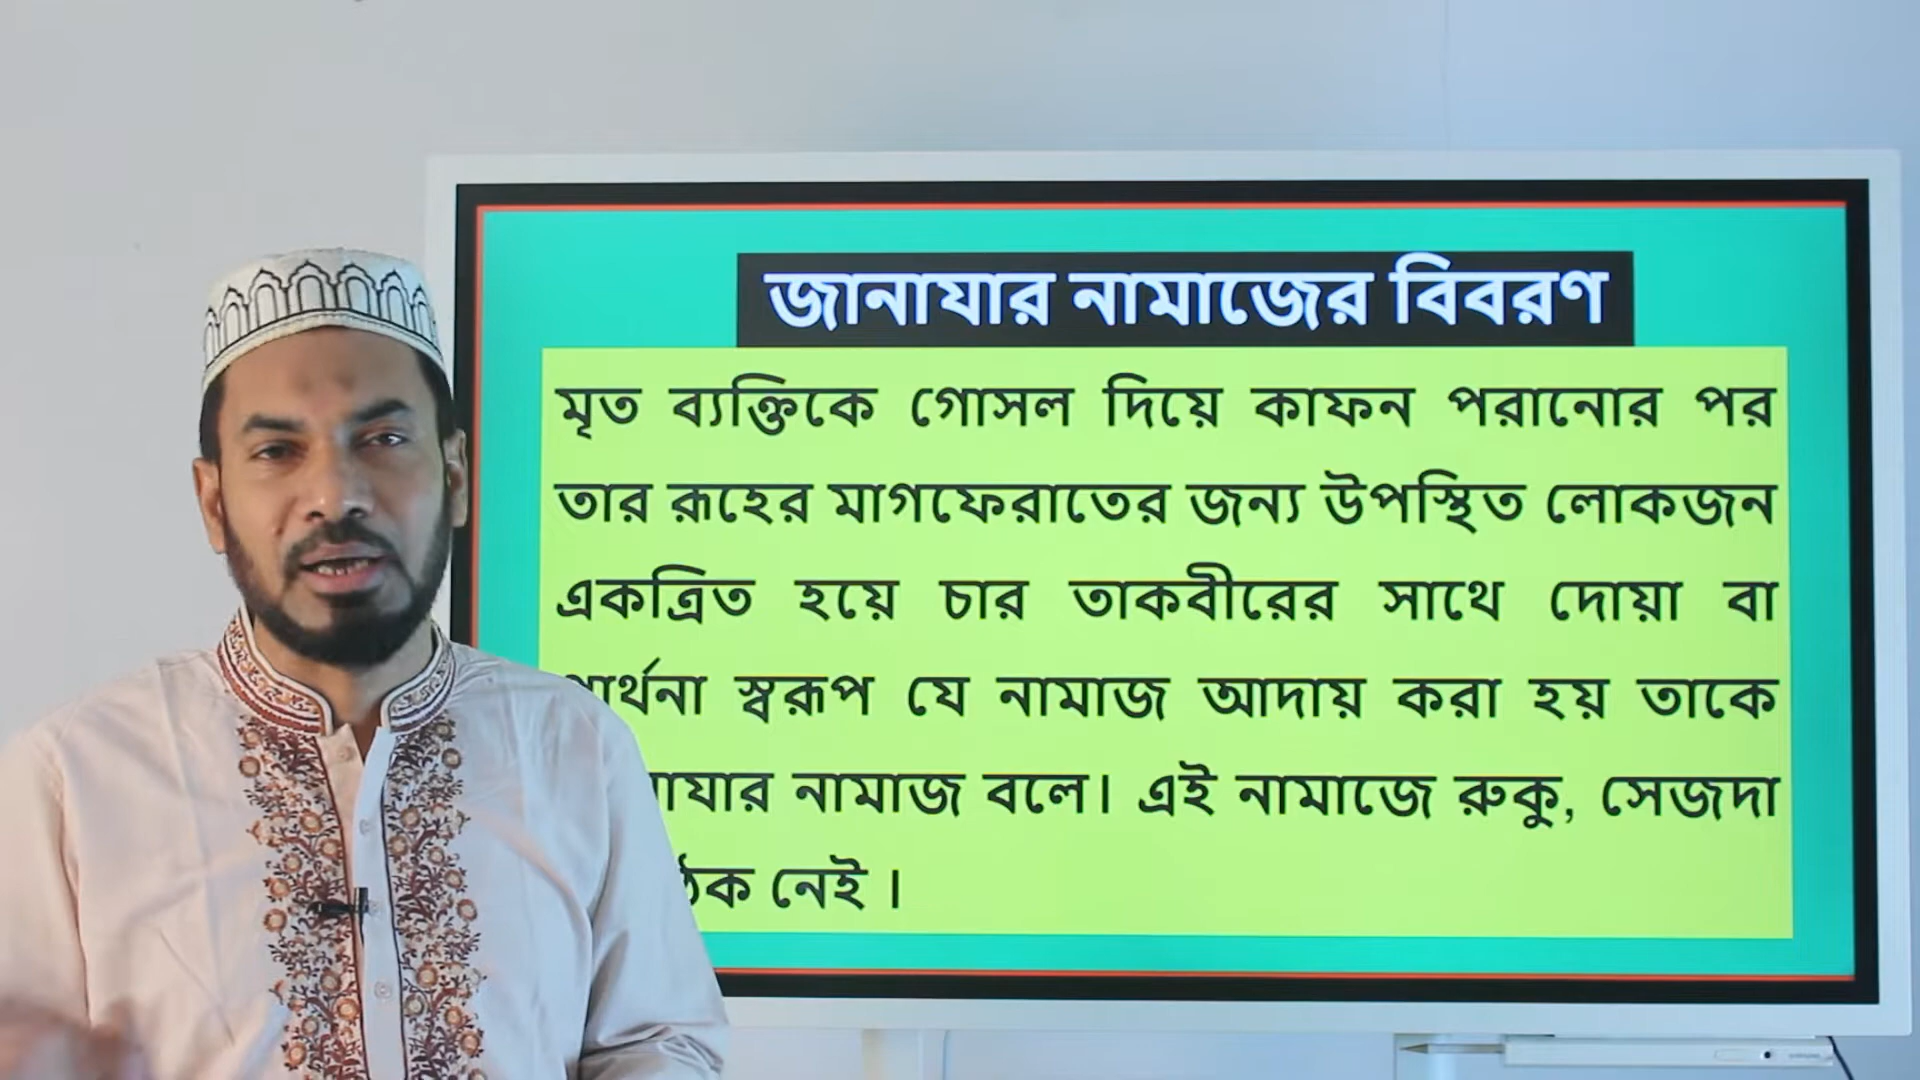 জানাযার নামাজের বিবরণ
মৃত ব্যক্তিকে গোসল দিয়ে কাফন পরানোর পর
তার রূহের মাগফেরাতের জন্য উপস্থিত লোকজন
একত্রিত হয়ে চার তাকবীরের সাথে দোয়া বা
স্বরূপ যে নামাজ আদায় করা হয় তাকে
নামাজ বলে। এই নামাজে রুকু, সেজদা
নেই ।